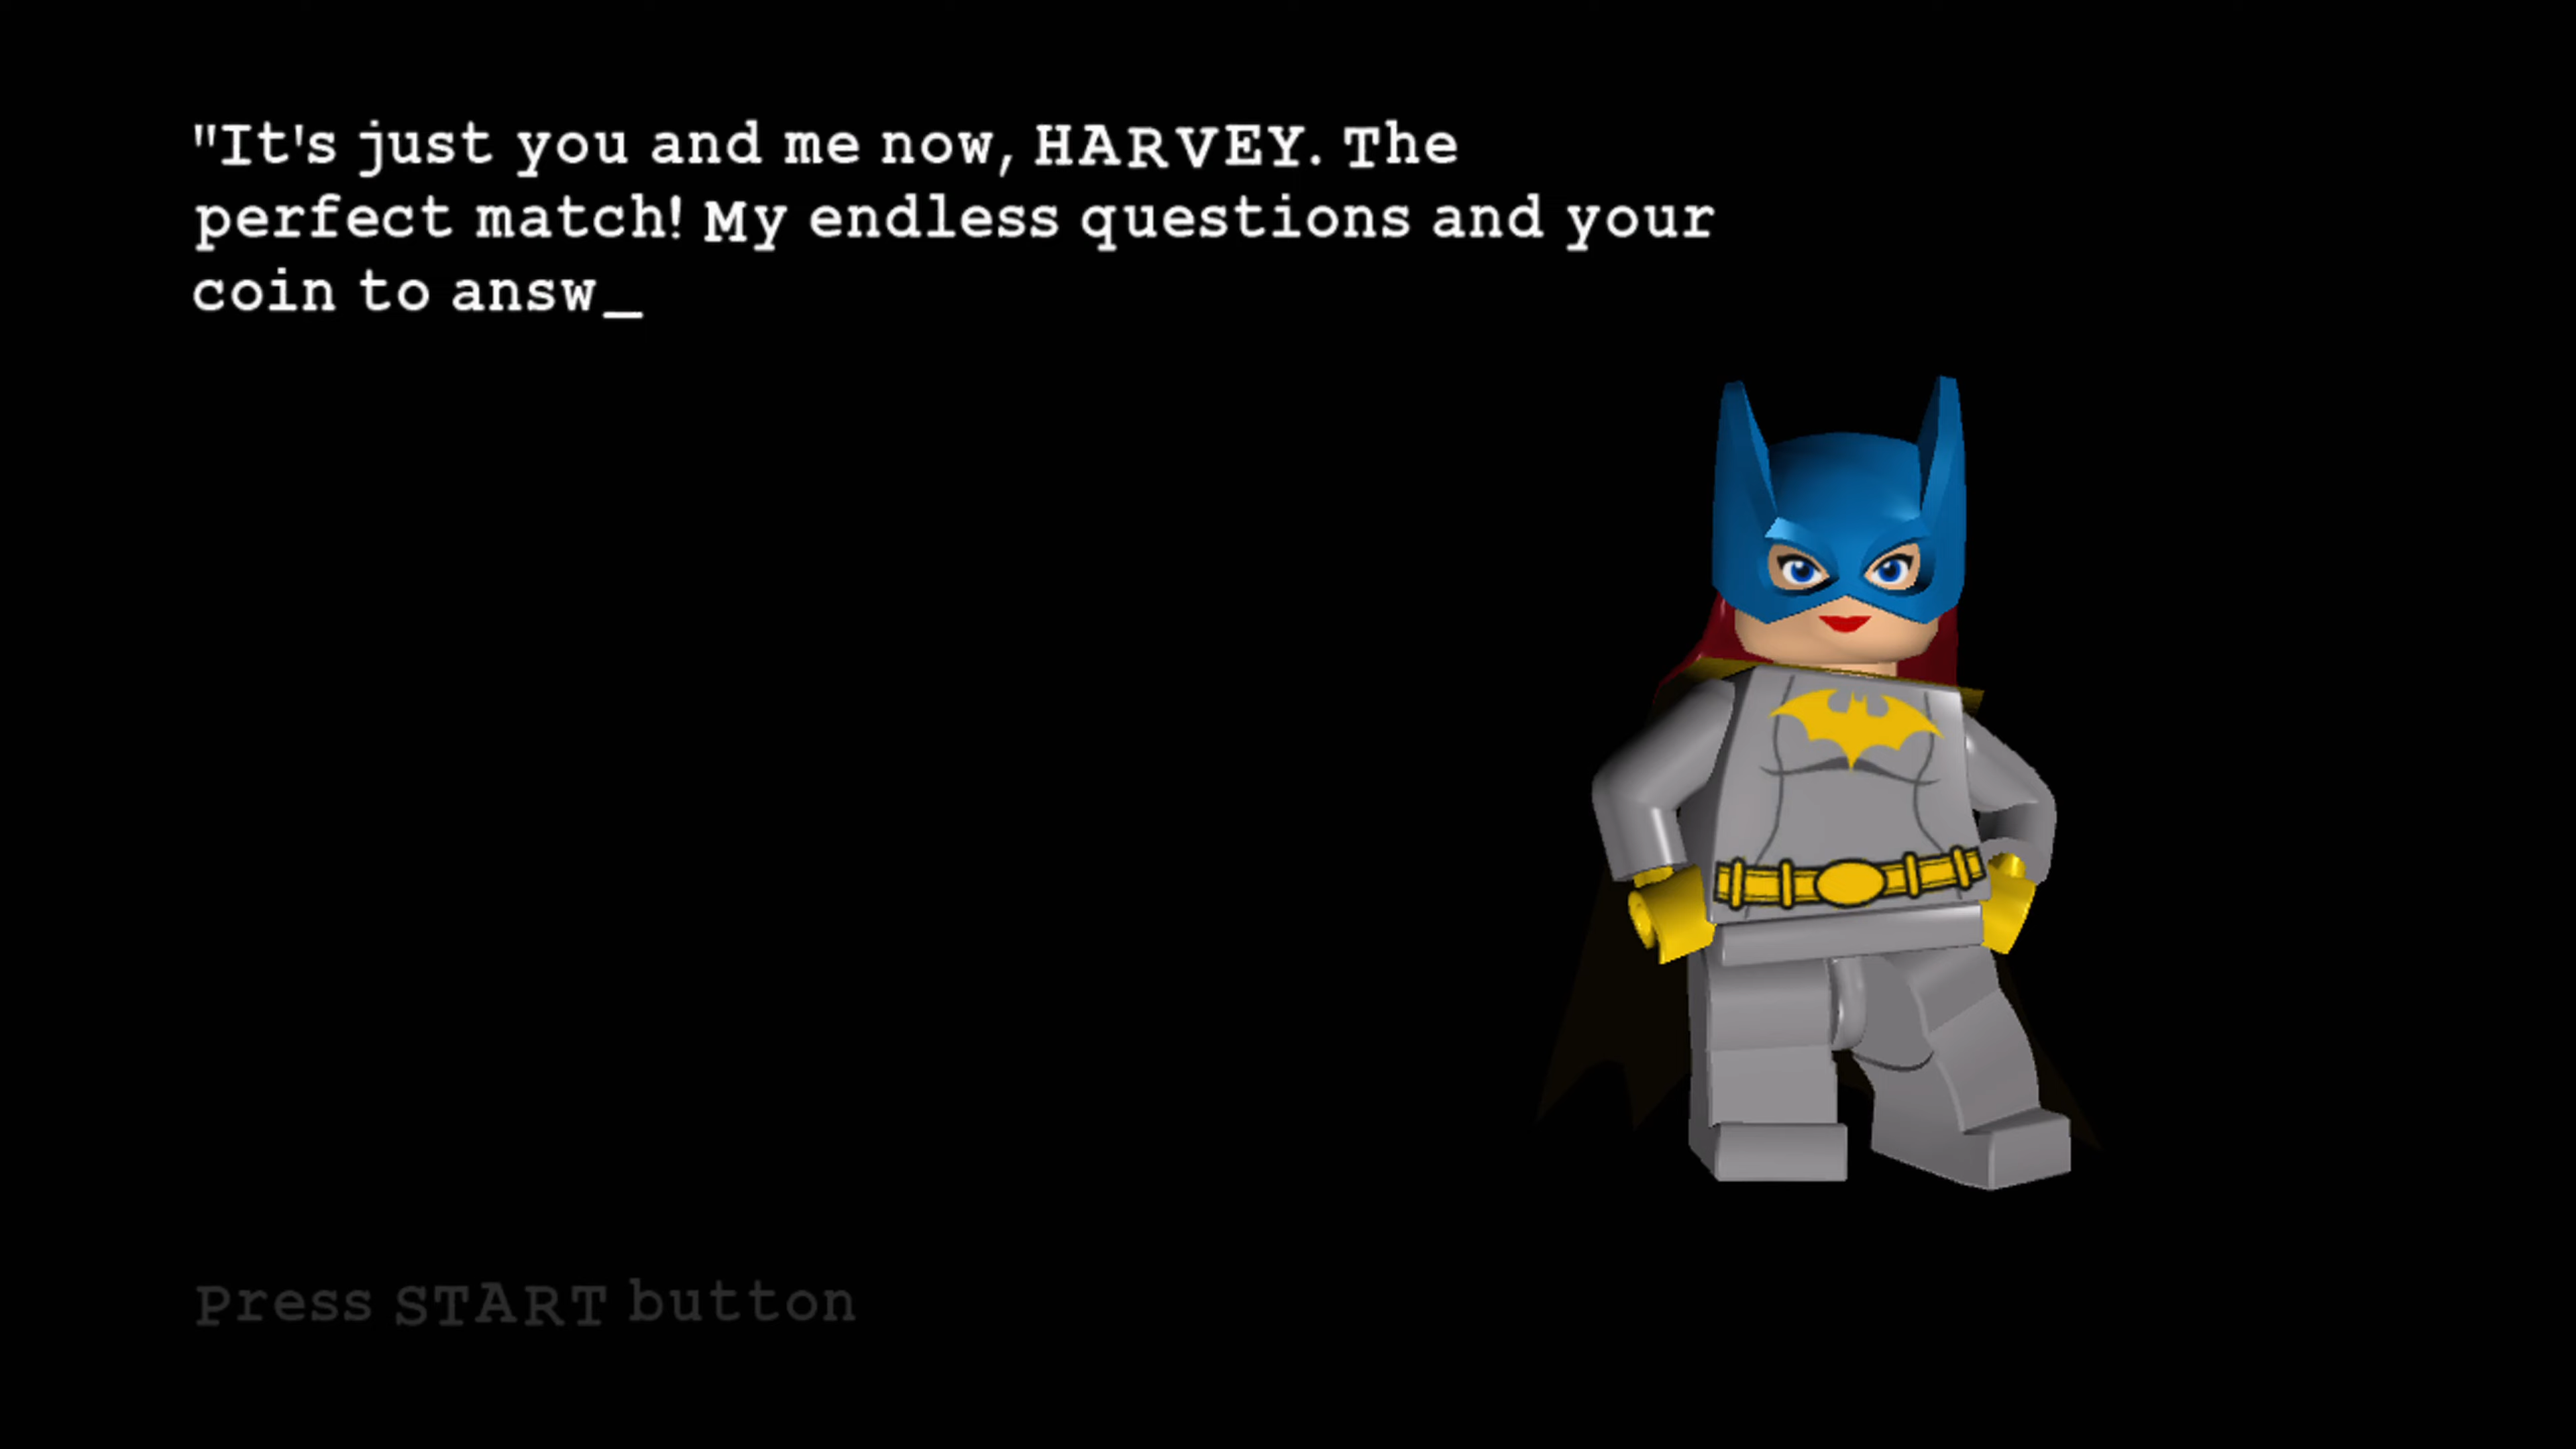 "It's just you and me now, HARVEY. The
perfect match! My endless questions and your
coin to answ_
Press START button